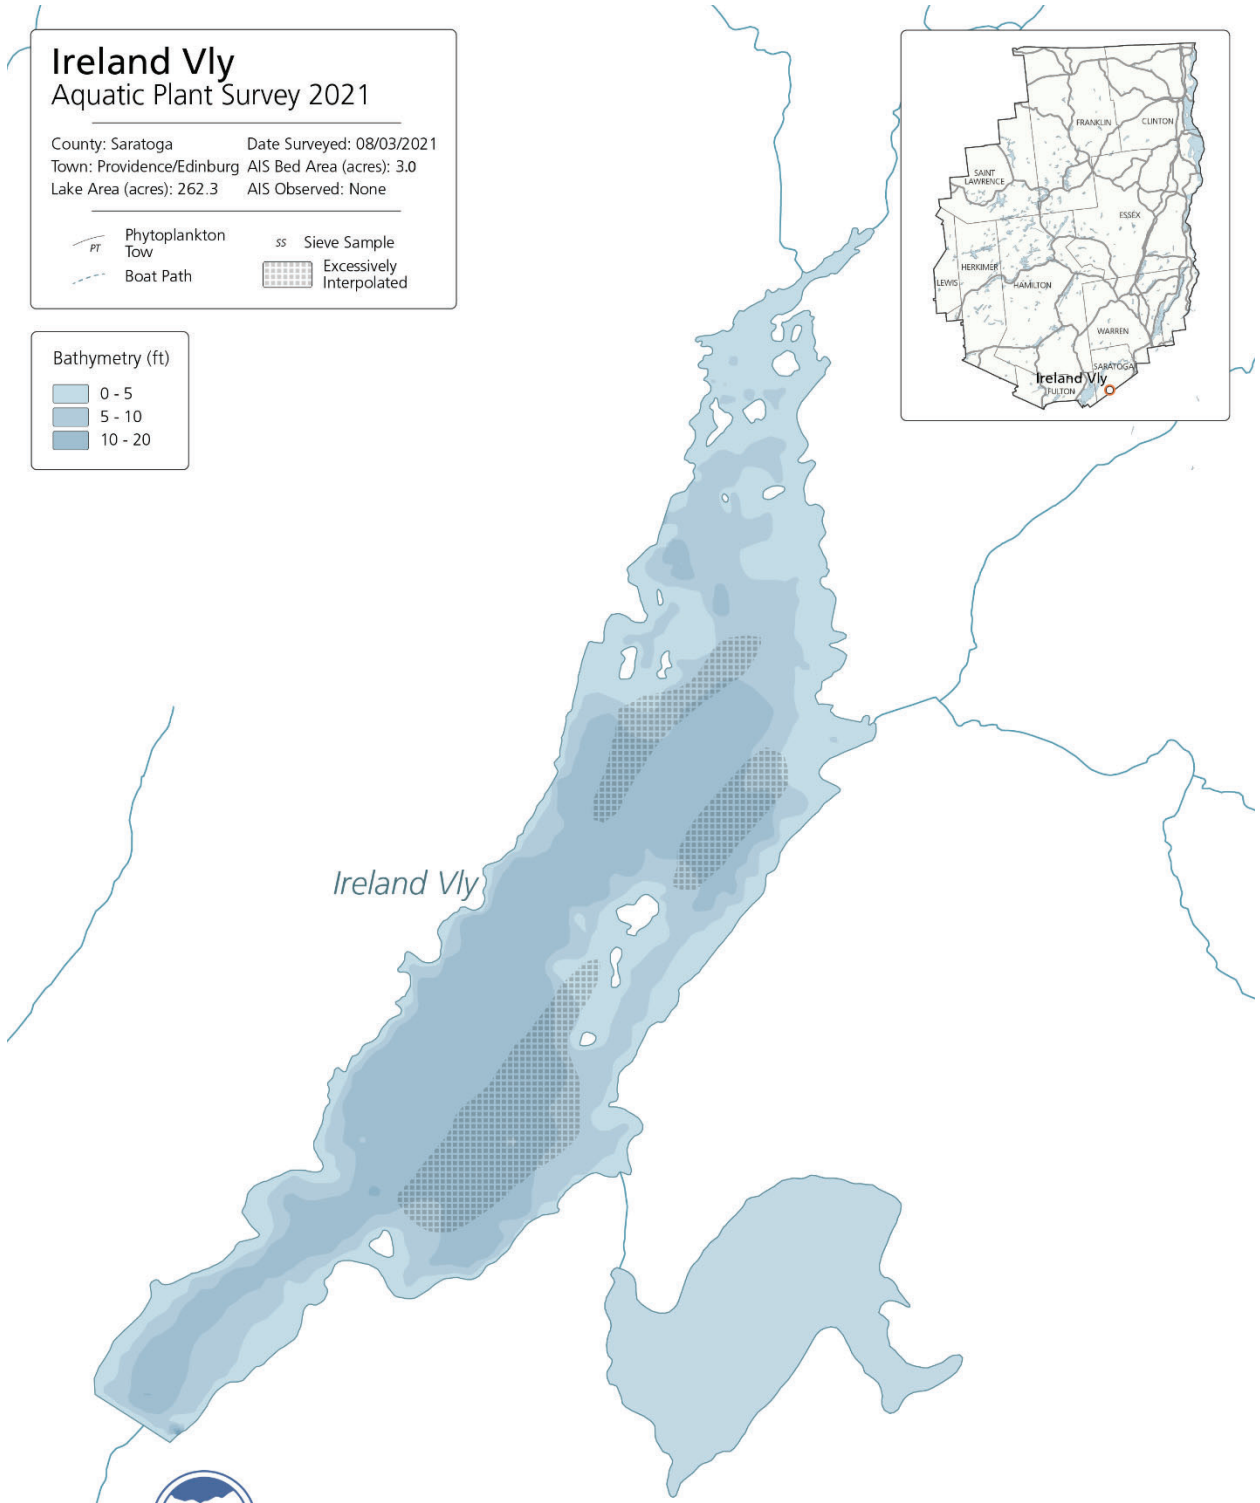 Ireland Vly
Aquatic Plant Survey 2021
County: Saratoga
Date Surveyed: 08/03/2021
Town: Providence/Edinburg
AIS Bed Area (acres): 3.0
Lake Area (acres): 262.3
AIS Observed: None
PT
Phytoplankton
Tow
SS
Sieve Sample
Boat Path
Excessively
Interpolated
Bathymetry (ft)
0 - 5
5 - 10
10 - 20
FRANKLIN
CLINTON
SAINT
LAWRENCE
ESSEX
HERKIMER
LEWIS
HAMILTON
WARREN
SARATOGA
Ireland Vly
FULTON
Ireland Vly